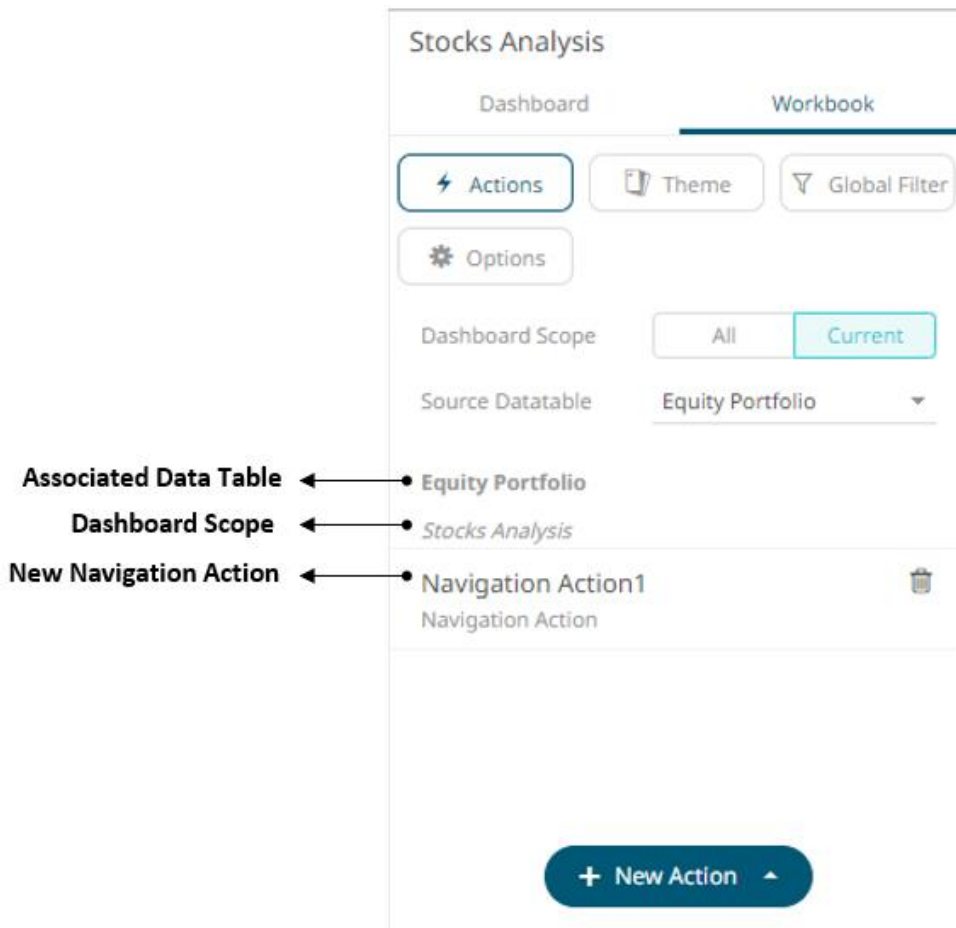 Stocks Analysis
Dashboard Workbook
Actions Theme Global Filter
Options
Dashboard Scope All Current
Source Datatable Equity Portfolio
Associated Data Table Equity Portfolio
Dashboard Scope Stocks Analysis
New Navigation Action Navigation Action1
Navigation Action
+ New Action